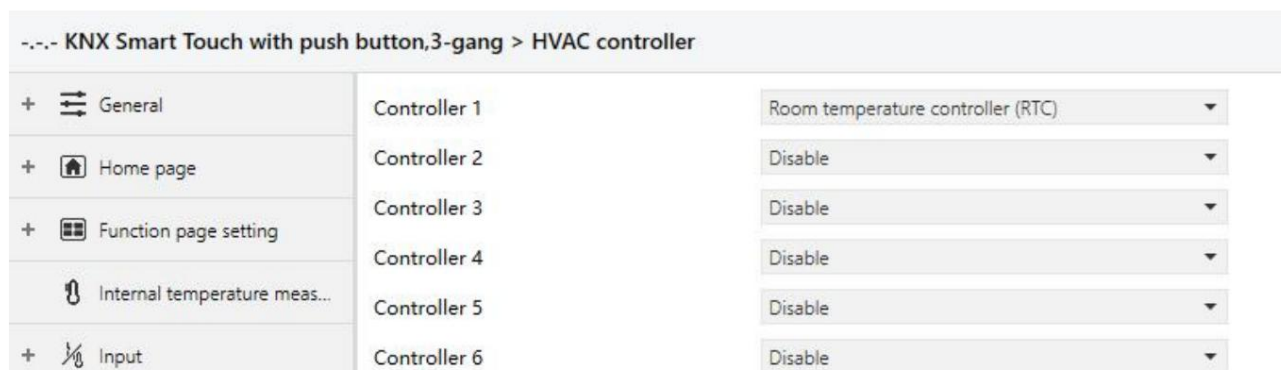 -.-.- KNX Smart Touch with push button,3-gang > HVAC controller
+ General
+ Home page
+ Function page setting
Internal temperature meas...
+ Input
Controller 1 Room temperature controller (RTC)
Controller 2 Disable
Controller 3 Disable
Controller 4 Disable
Controller 5 Disable
Controller 6 Disable